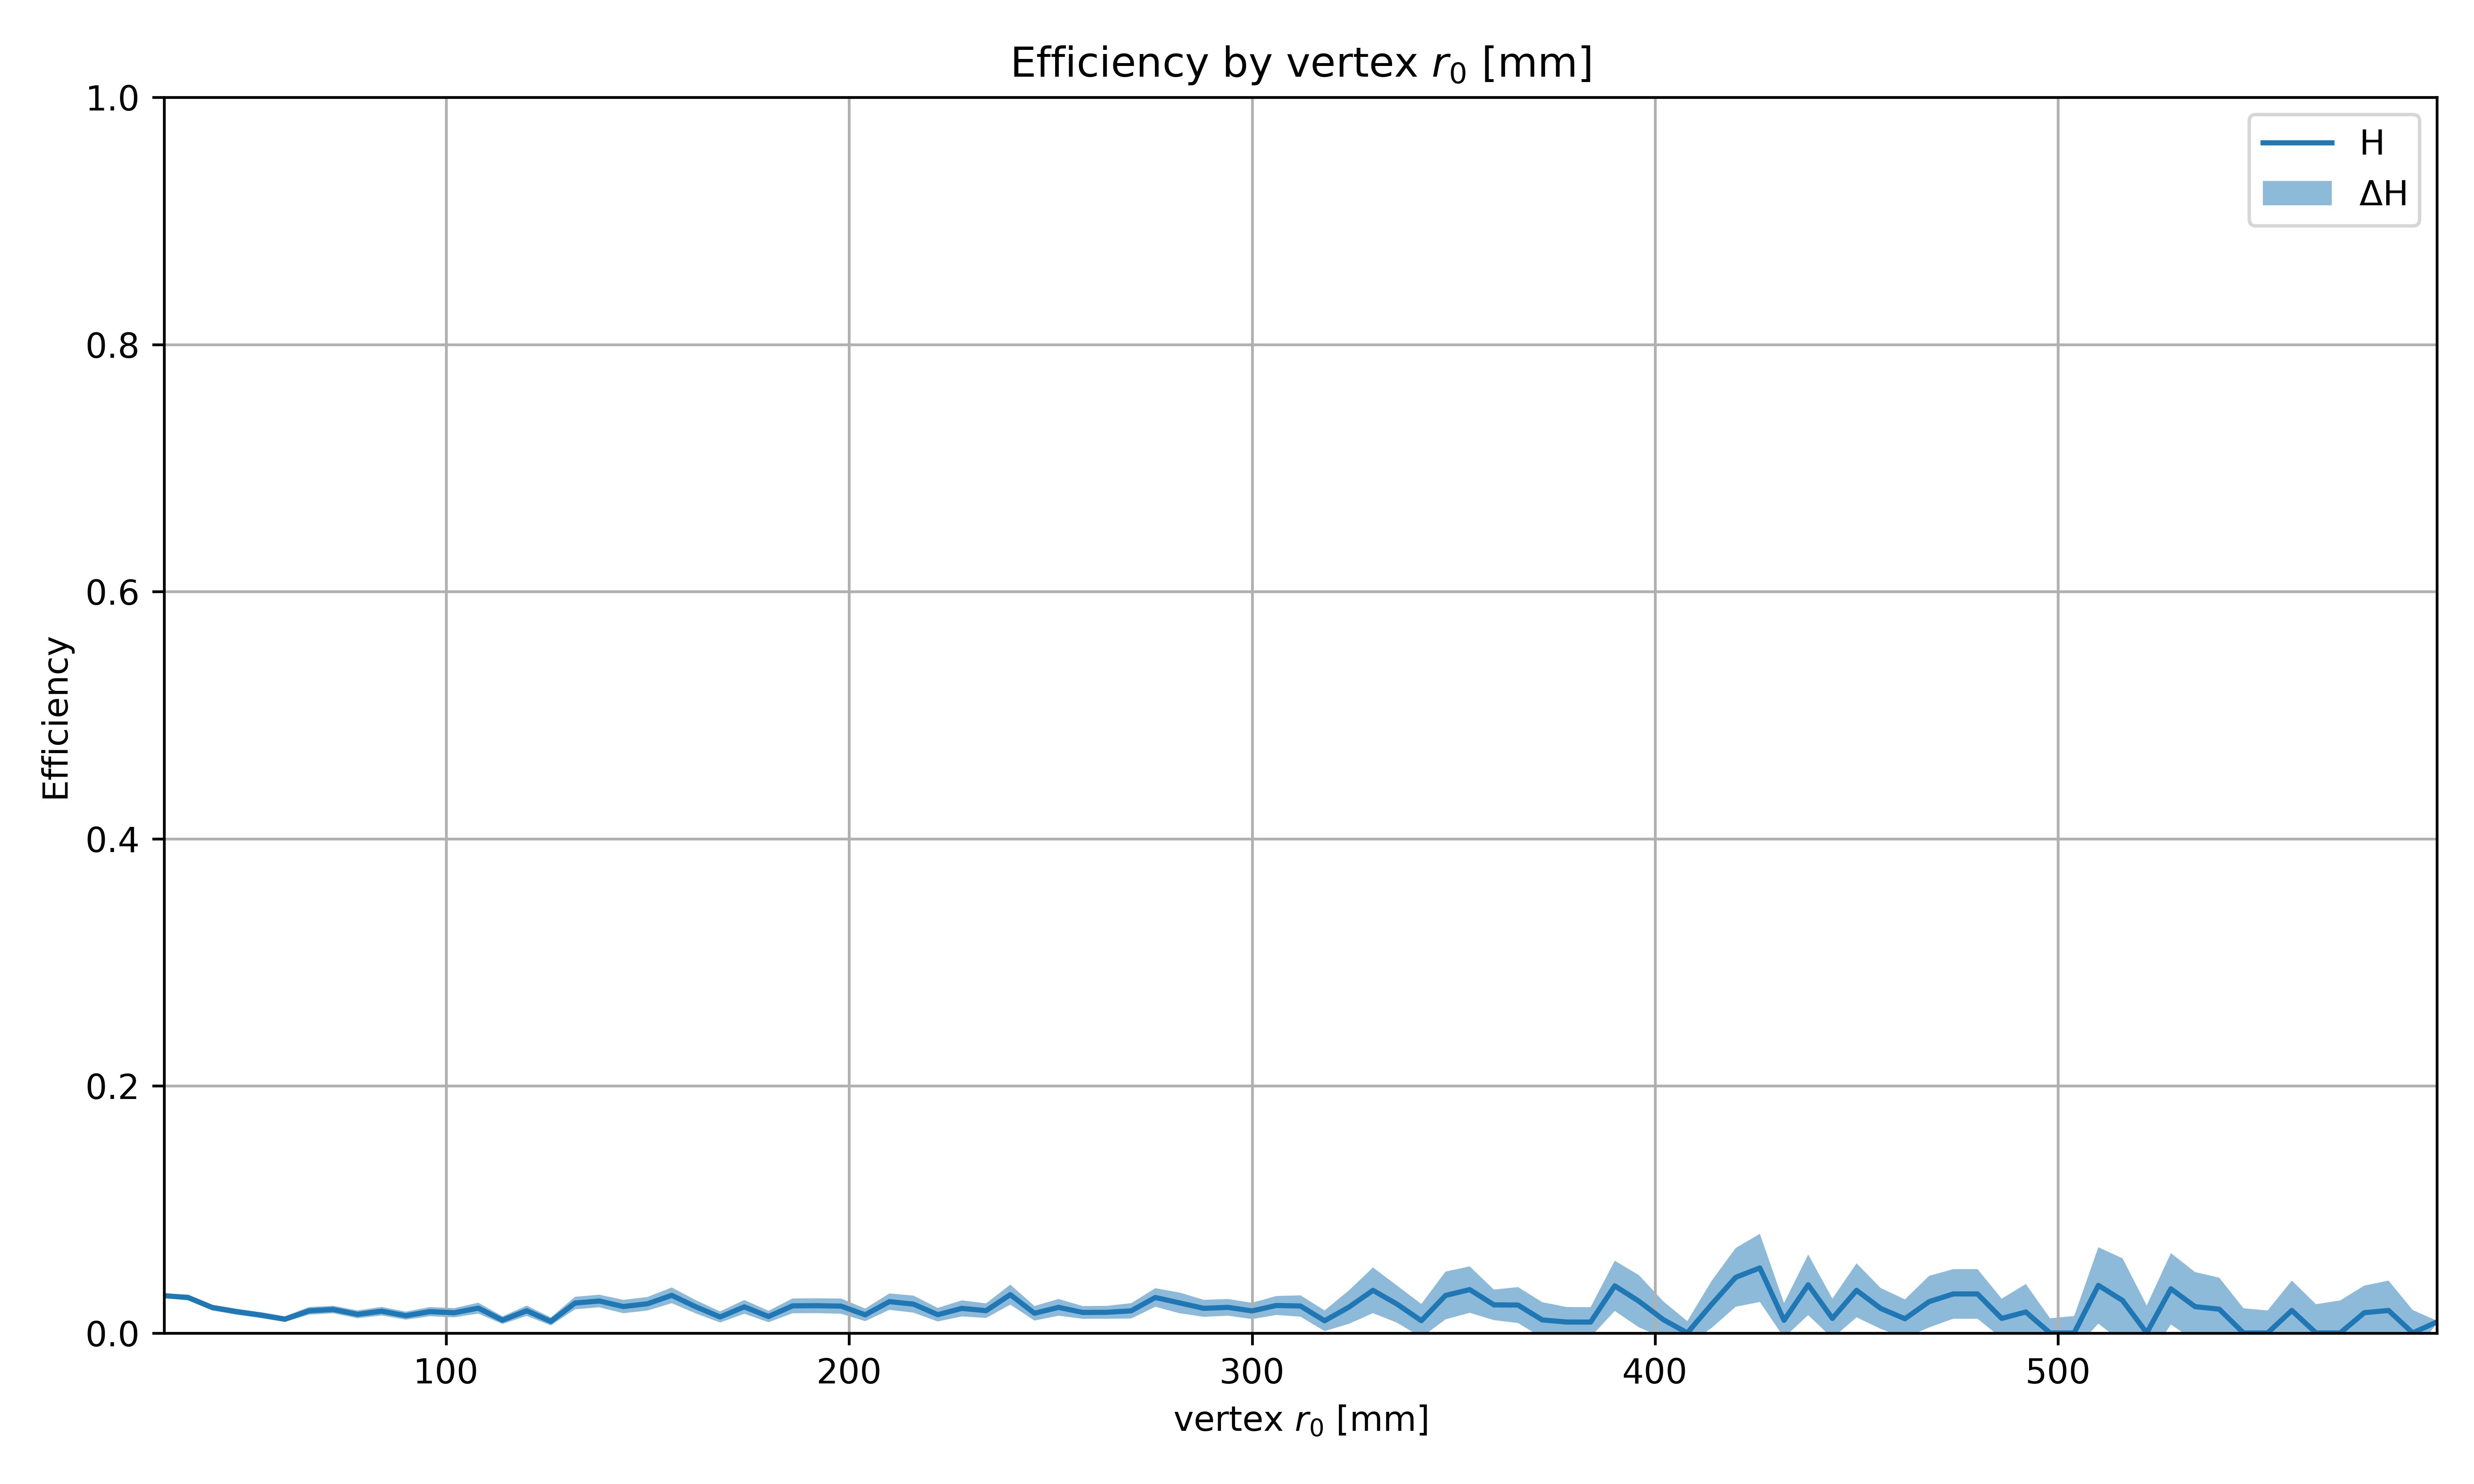 Efficiency by vertex r₀ [mm]
1.0
0.8
0.6
0.4
0.2
0.0
Efficiency
H
ΔH
100 200 300 400 500
vertex r₀ [mm]